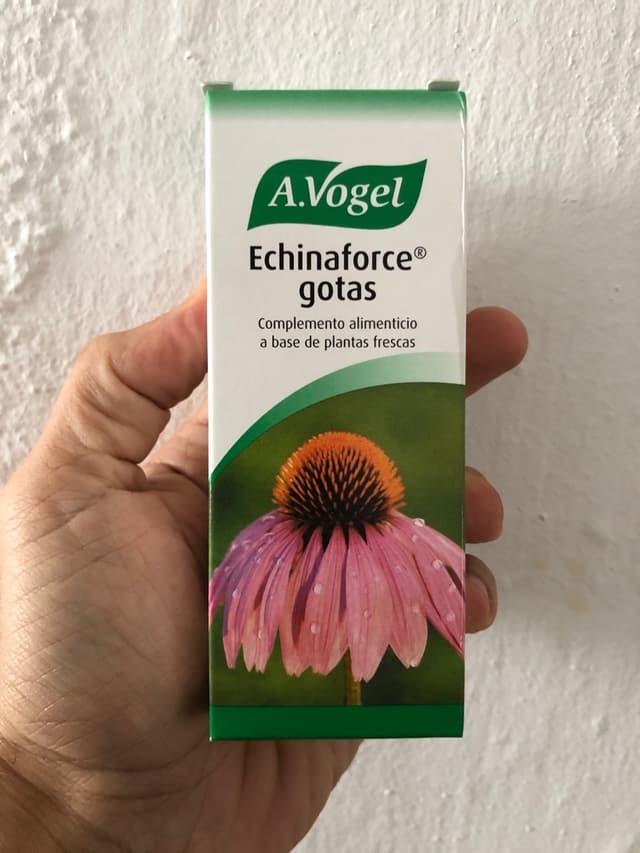 A.Vogel
Echinaforce®
gotas
Complemento alimenticio
a base de plantas frescas